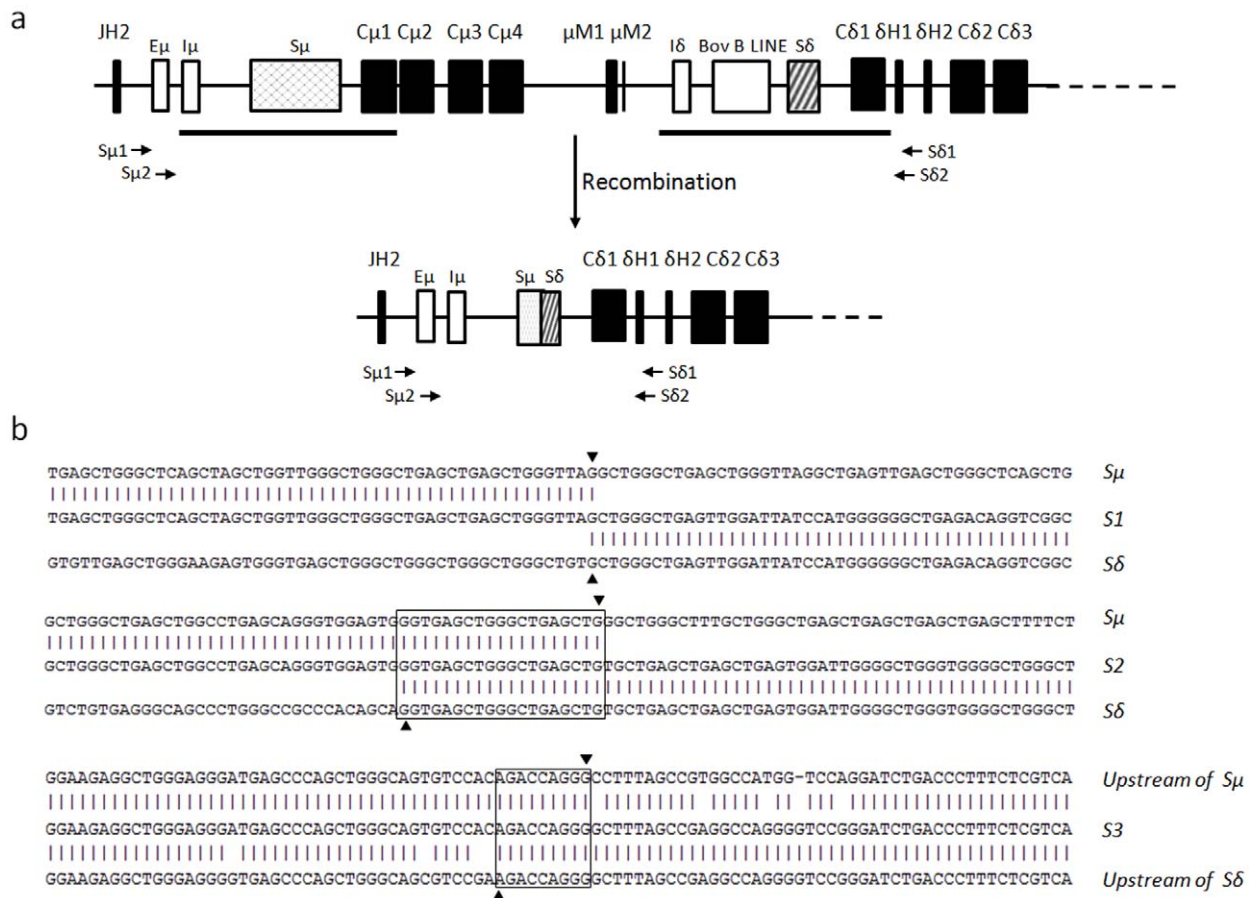 a
JH2 Eμ Iμ Sμ Cμ1 Cμ2 Cμ3 Cμ4 μM1 μM2 Iδ Bov B LINE Sδ Cδ1 δH1 δH2 Cδ2 Cδ3
Sμ1 Sδ1
Sμ2 Sδ2
Recombination
JH2 Eμ Iμ Sμ Sδ Cδ1 δH1 δH2 Cδ2 Cδ3
Sμ1 Sδ1
Sμ2 Sδ2
b
TGAGCTGGGCTCAGCTAGCTGGTTGGGCTGGGCTGAGCTGAGCTGGGTTAGGCTGGGCTGAGCTGGGTTAGGCTGAGTTGAGCTGGGCTCAGCTG Sμ
TGAGCTGGGCTCAGCTAGCTGGTTGGGCTGGGCTGAGCTGAGCTGGGTTAGCTGGGCTGAGTTGGATTATCCATGGGGGGCTGAGACAGGTCGGC S1
GTGTTGAGCTGGGAAGAGTGGGTGAGCTGGGCTGGGCTGGGCTGGGCTGTGCTGGGCTGAGTTGGATTATCCATGGGGGGCTGAGACAGGTCGGC Sδ
GCTGGGCTGAGCTGGCCTGAGCAGGGTGGAGTGGGTGAGCTGGGCTGAGCTGGGCTGGGCTTTGCTGGGCTGAGCTGAGCTGAGCTGAGCTTTTCT Sμ
GCTGGGCTGAGCTGGCCTGAGCAGGGTGGAGTGGGTGAGCTGGGCTGAGCTGTGCTGAGCTGAGCTGAGTGGATTGGGGCTGGGTGGGGCTGGGCT S2
GTCTGTGAGGGCAGCCCTGGGCCGCCCACAGCAGGTGAGCTGGGCTGAGCTGTGCTGAGCTGAGCTGAGTGGATTGGGGCTGGGTGGGGCTGGGCT Sδ
GGAAGAGGCTGGGAGGGATGAGCCCAGCTGGGCAGTGTCCACAGACCAGGGCCTTTAGCCGTGGCCATGG-TCCAGGATCTGACCCTTTCTCGTCA Upstream of Sμ
GGAAGAGGCTGGGAGGGATGAGCCCAGCTGGGCAGTGTCCACAGACCAGGGGCTTTAGCCGAGGCCAGGGGTCCGGGATCTGACCCTTTCTCGTCA S3
GGAAGAGGCTGGGAGGGGTGAGCCCAGCTGGGCAGCGTCCGAAGACCAGGGGCTTTAGCCGAGGCCAGGGGTCCGGGATCTGACCCTTTCTCGTCA Upstream of Sδ